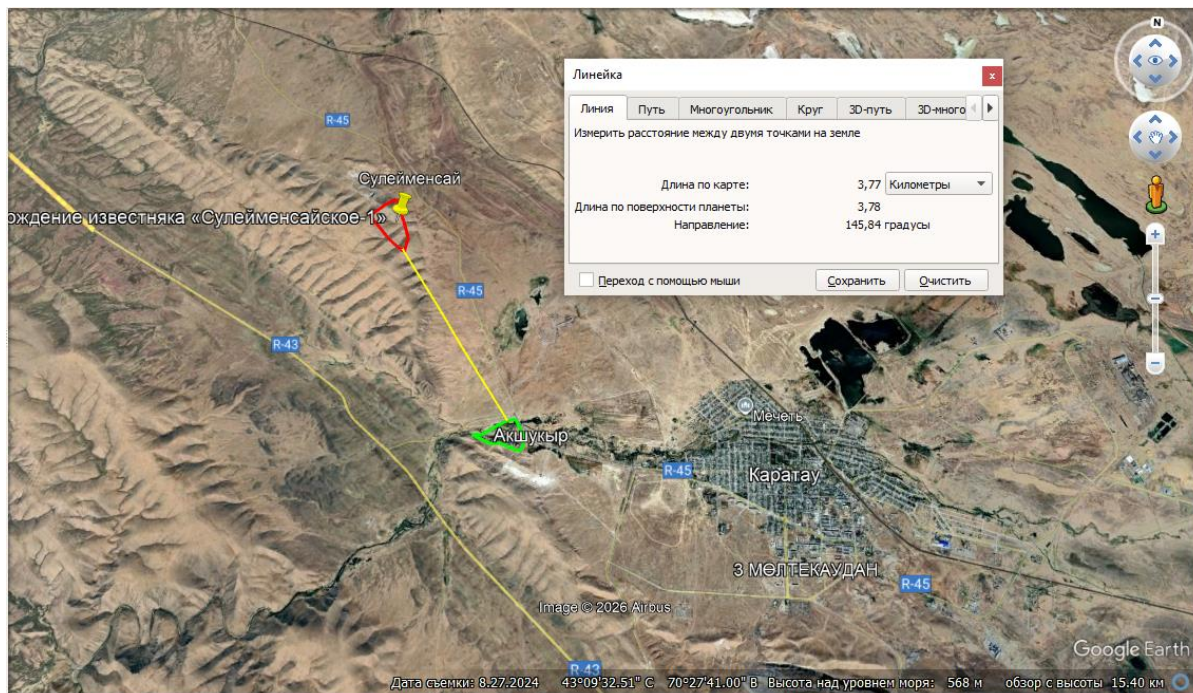 N
Линейка
x
Линия Путь Многоугольник Круг 3D-путь 3D-много
Измерить расстояние между двумя точками на земле
Длина по карте: 3,77 Километры
Длина по поверхности планеты: 3,78
Направление: 145,84 градусы
Переход с помощью мыши Сохранить Очистить
R-45
Сулейменсай
ождение известняка «Сулейменсайское-1»
R-45
R-43
Мечеть
Акшукыр
R-45
Каратау
3 МӨЛТЕКАУДАН
R-45
Image © 2026 Airbus
Google Earth
R-43
Дата съемки: 8.27.2024 43°09'32.51" С 70°27'41.00" В Высота над уровнем моря: 568 м обзор с высоты 15.40 км